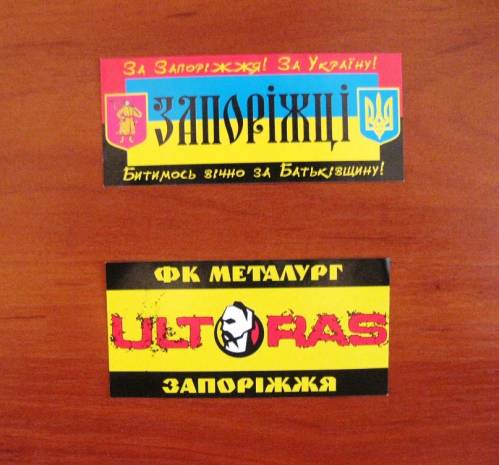 За Запоріжжя! За Україну!
ЗАПОРІЖЦІ
Битимось вічно за Батьківщину!
ФК МЕТАЛУРГ
ULTRAS
ЗАПОРІЖЖЯ